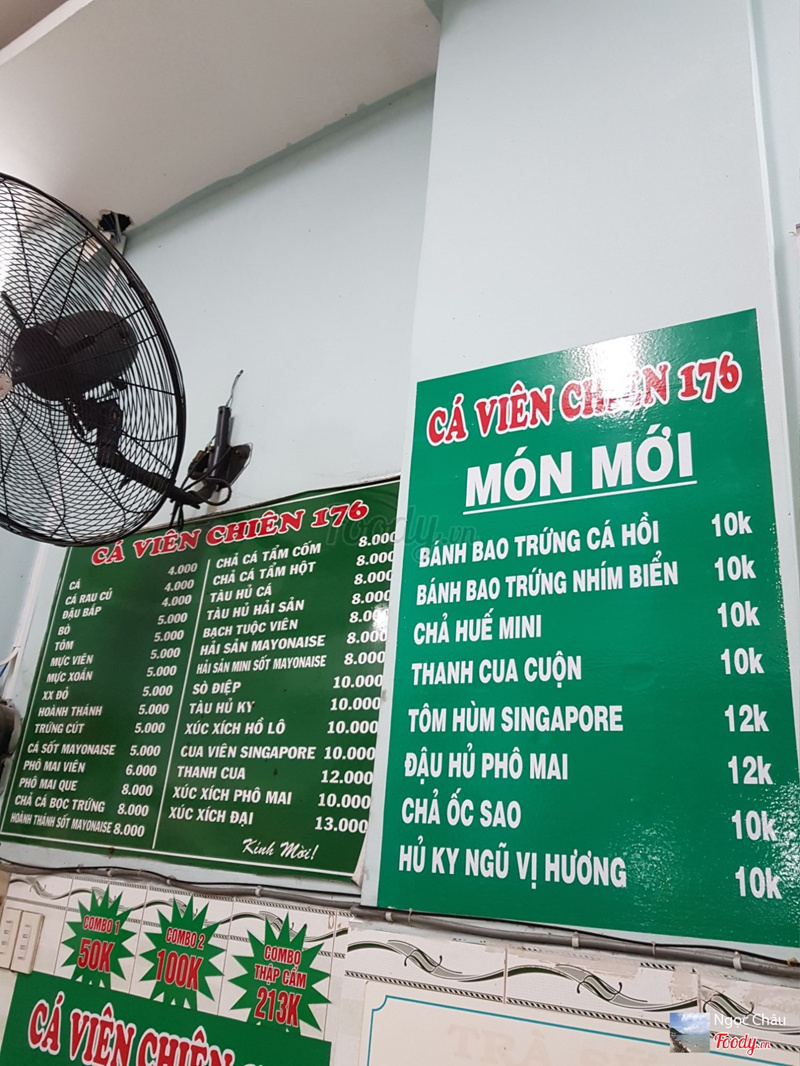 CÁ VIÊN CHIÊN 176
CÁ 4.000
CÁ RAU CỦ 4.000
ĐẬU BẮP 4.000
BÒ 5.000
TÔM 5.000
MỰC VIÊN 5.000
MỰC XOẮN 5.000
XX ĐỎ 5.000
HOÀNH THÁNH 5.000
TRỨNG CÚT 5.000
CÁ SỐT MAYONAISE 5.000
PHÔ MAI VIÊN 6.000
PHÔ MAI QUE 8.000
CHẢ CÁ BỌC TRỨNG 8.000
HOÀNH THÁNH SỐT MAYONAISE 8.000
CHẢ CÁ TẨM CỐM 8.000
CHẢ CÁ TẨM HỘT 8.000
TÀU HỦ CÁ 8.000
TÀU HỦ HẢI SẢN 8.000
BẠCH TUỘC VIÊN 8.000
HẢI SẢN MAYONAISE 8.000
HẢI SẢN MINI SỐT MAYONAISE 8.000
SÒ ĐIỆP 10.000
TÀU HỦ KY 10.000
XÚC XÍCH HỒ LÔ 10.000
CUA VIÊN SINGAPORE 10.000
THANH CUA 12.000
XÚC XÍCH PHÔ MAI 10.000
XÚC XÍCH ĐẠI 13.000
Kính Mời!
CÁ VIÊN CHIÊN 176
MÓN MỚI
BÁNH BAO TRỨNG CÁ HỒI 10k
BÁNH BAO TRỨNG NHÍM BIỂN 10k
CHẢ HUẾ MINI 10k
THANH CUA CUỘN 10k
TÔM HÙM SINGAPORE 12k
ĐẬU HỦ PHÔ MAI 12k
CHẢ ỐC SAO 10k
HỦ KY NGŨ VỊ HƯƠNG 10k
COMBO 1
50K
COMBO 2
100K
COMBO
THẬP CẨM
213K
CÁ VIÊN CHIÊN
Foody.vn
Ngọc Châu
Foody.vn